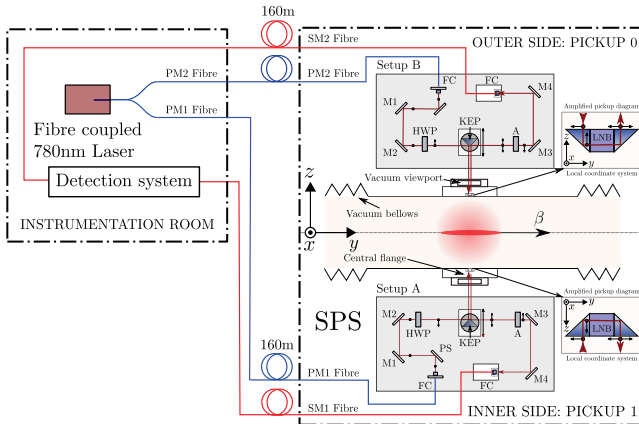 160m
SM2 Fibre
OUTER SIDE: PICKUP 0
PM2 Fibre
PM2 Fibre
PM1 Fibre
Setup B
FC
FC
M4
M1
KEP
HWP
A
M2
M3
Amplified pickup diagram
LNB
z
x
y
Local coordinate system
Fibre coupled
780nm Laser
Detection system
INSTRUMENTATION ROOM
Vacuum viewport
Vacuum bellows
z
x
y
β
Central flange
Setup A
SPS
M2
M3
HWP
KEP
A
PS
M1
FC
FC
M4
Amplified pickup diagram
x
y
z
LNB
Local coordinate system
160m
PM1 Fibre
SM1 Fibre
INNER SIDE: PICKUP 1